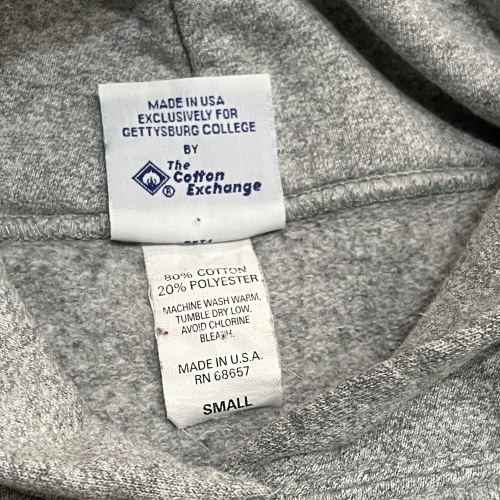 MADE IN USA
EXCLUSIVELY FOR
GETTYSBURG COLLEGE
BY
The
Cotton
® Exchange
80% COTTON
20% POLYESTER
MACHINE WASH WARM.
TUMBLE DRY LOW.
AVOID CHLORINE
BLEACH.
MADE IN U.S.A.
RN 68657
SMALL